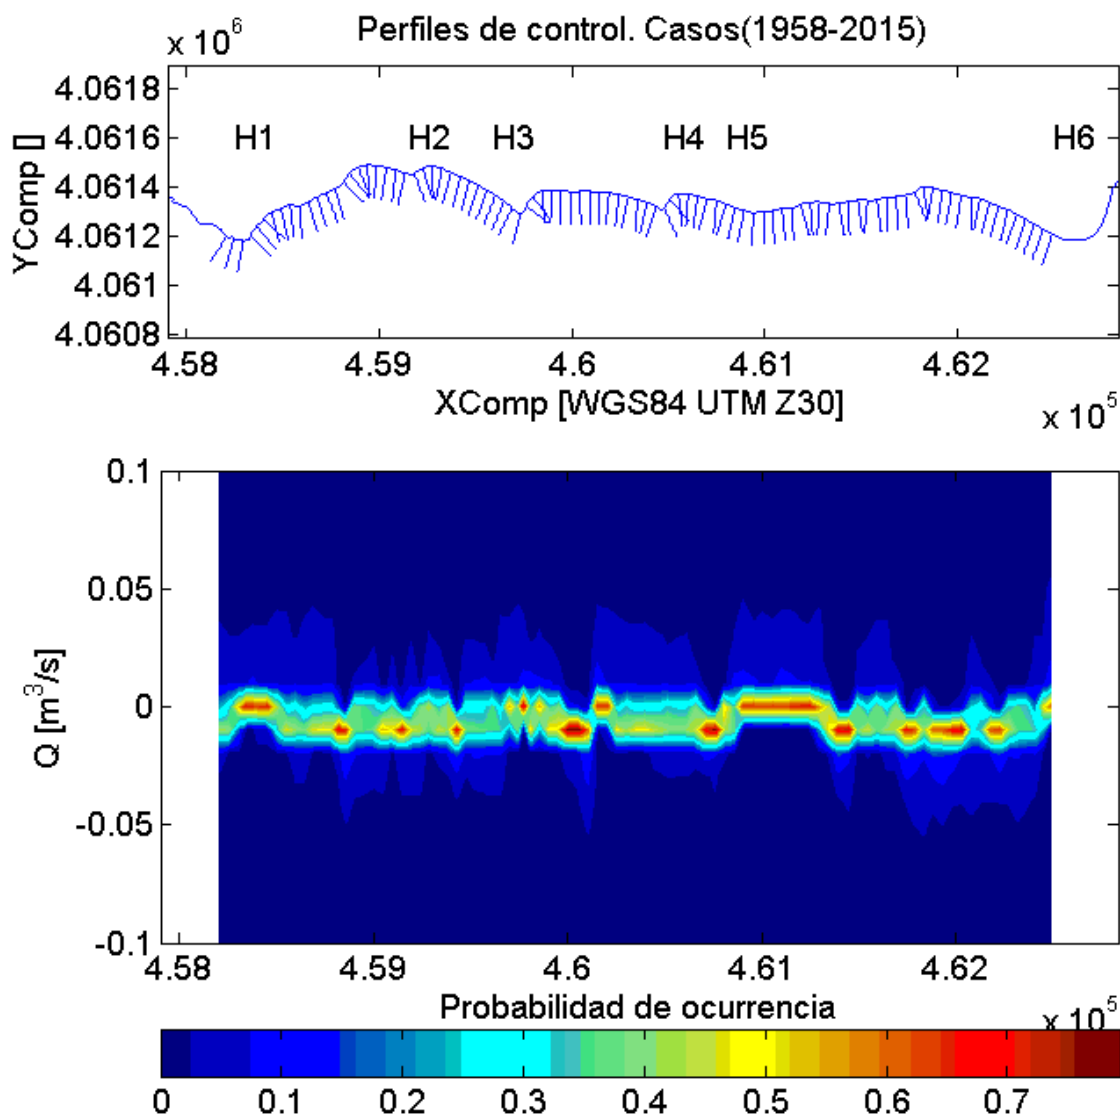 Perfiles de control. Casos(1958-2015)
x 10^6
4.0618
4.0616
4.0614
4.0612
4.061
4.0608
YComp []
H1 H2 H3 H4 H5 H6
4.58 4.59 4.6 4.61 4.62
XComp [WGS84 UTM Z30]
x 10^5
0.1
0.05
0
-0.05
-0.1
Q [m^3/s]
4.58 4.59 4.6 4.61 4.62
x 10^5
Probabilidad de ocurrencia
0 0.1 0.2 0.3 0.4 0.5 0.6 0.7